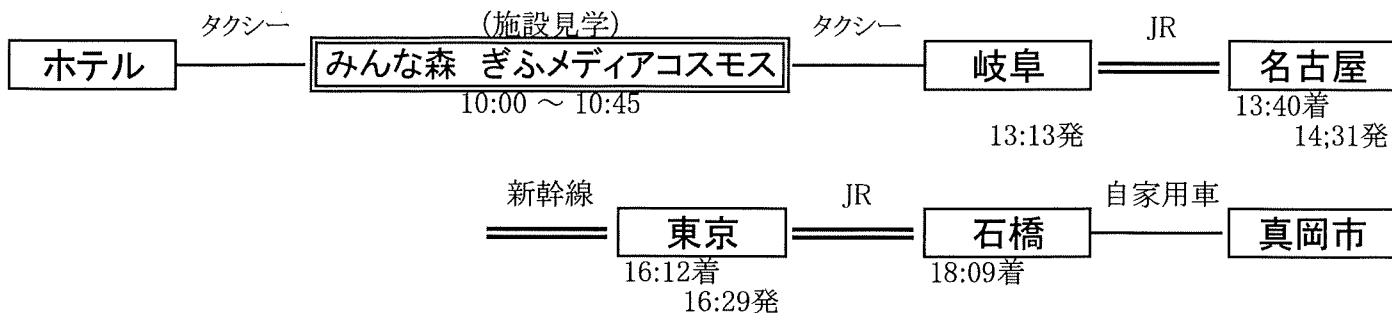 タクシー (施設見学) タクシー JR
ホテル みんな森 ぎふメディアコスモス 岐阜 名古屋
10:00 ～ 10:45 13:40着
13:13発 14;31発
新幹線 JR 自家用車
東京 石橋 真岡市
16:12着 18:09着
16:29発